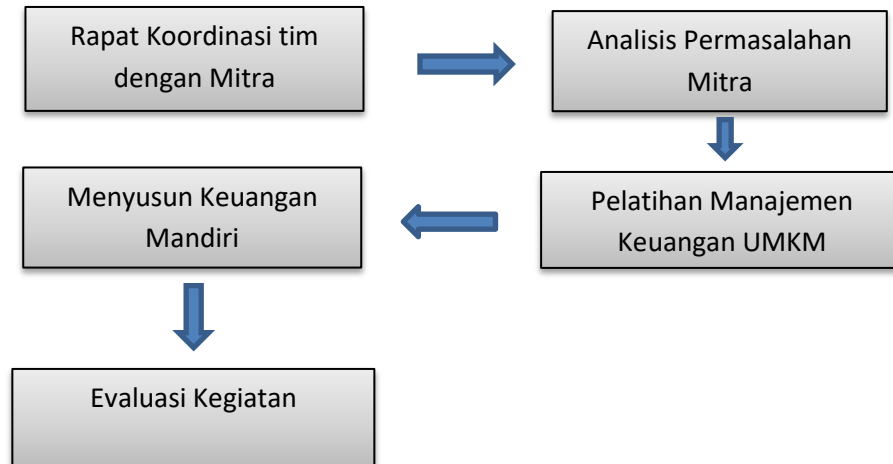 Rapat Koordinasi tim
dengan Mitra
Analisis Permasalahan
Mitra
Pelatihan Manajemen
Keuangan UMKM
Menyusun Keuangan
Mandiri
Evaluasi Kegiatan